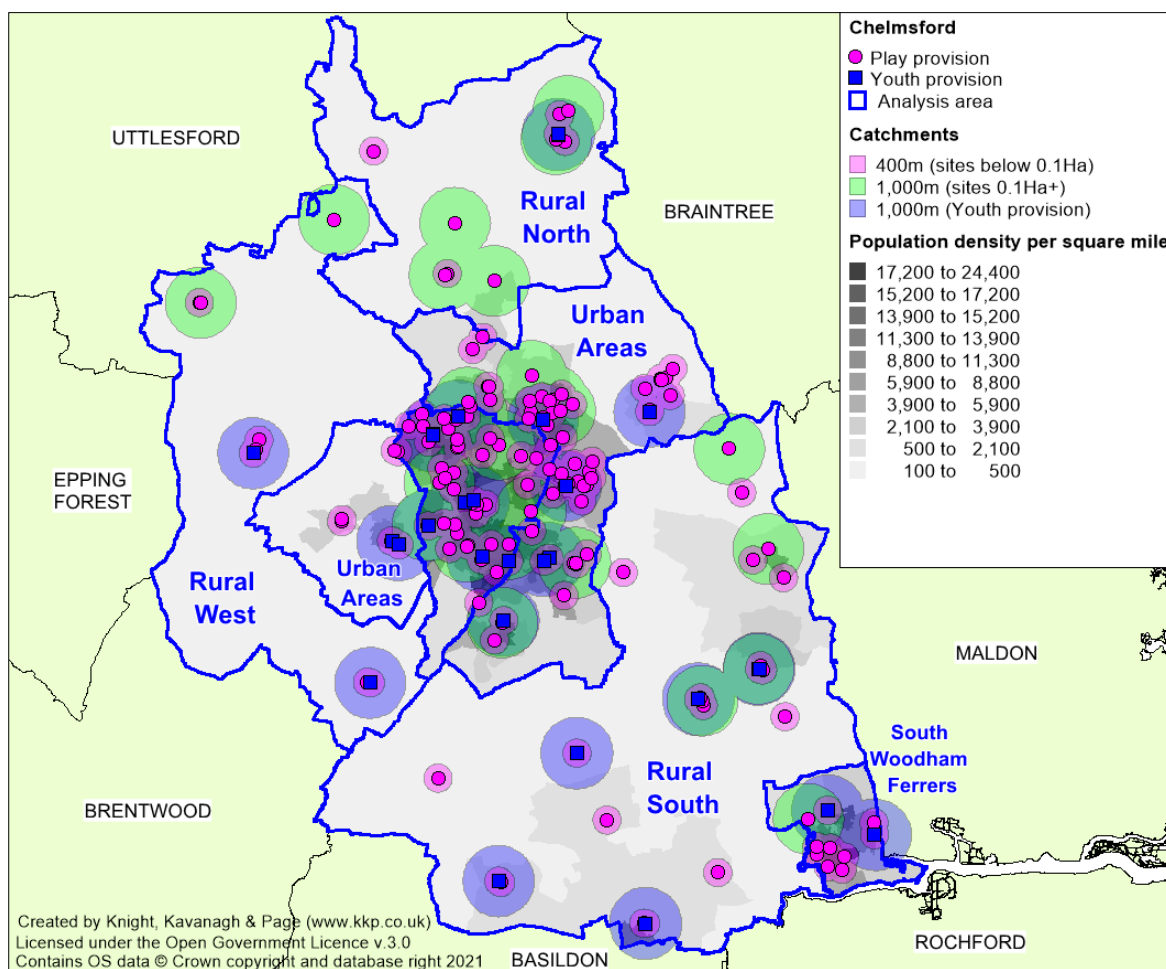 Chelmsford
Play provision
Youth provision
Analysis area
Catchments
400m (sites below 0.1Ha)
1,000m (sites 0.1Ha+)
1,000m (Youth provision)
Population density per square mile
17,200 to 24,400
15,200 to 17,200
13,900 to 15,200
11,300 to 13,900
8,800 to 11,300
5,900 to 8,800
3,900 to 5,900
2,100 to 3,900
500 to 2,100
100 to 500
UTTLESFORD
Rural
North
BRAINTREE
Urban
Areas
EPPING
FOREST
Urban
Areas
Rural
West
MALDON
South
Woodham
Ferrers
Rural
South
BRENTWOOD
Created by Knight, Kavanagh & Page (www.kkp.co.uk)
Licensed under the Open Government Licence v.3.0
Contains OS data © Crown copyright and database right 2021
BASILDON
ROCHFORD